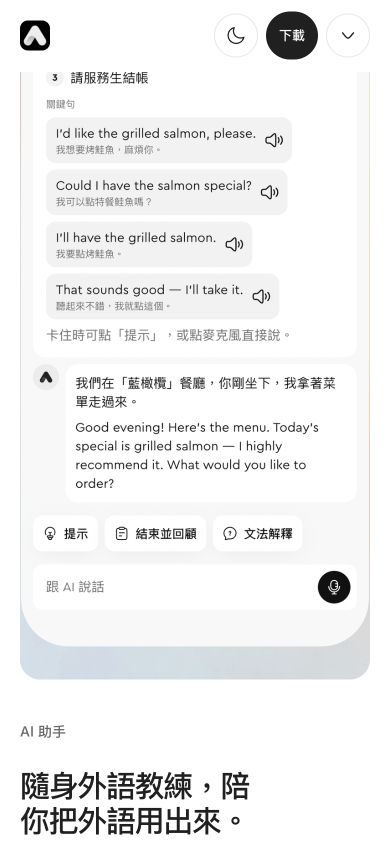 下載
3 請服務生結帳
關鍵句
I'd like the grilled salmon, please.
我想要烤鮭魚，麻煩你。
Could I have the salmon special?
我可以點特餐鮭魚嗎？
I'll have the grilled salmon.
我要點烤鮭魚。
That sounds good — I'll take it.
聽起來不錯，我就點這個。
卡住時可點「提示」，或點麥克風直接說。
我們在「藍橄欖」餐廳，你剛坐下，我拿著菜
單走過來。
Good evening! Here's the menu. Today's
special is grilled salmon — I highly
recommend it. What would you like to
order?
提示 結束並回顧 文法解釋
跟 AI 說話
AI 助手
隨身外語教練，陪
你把外語用出來。